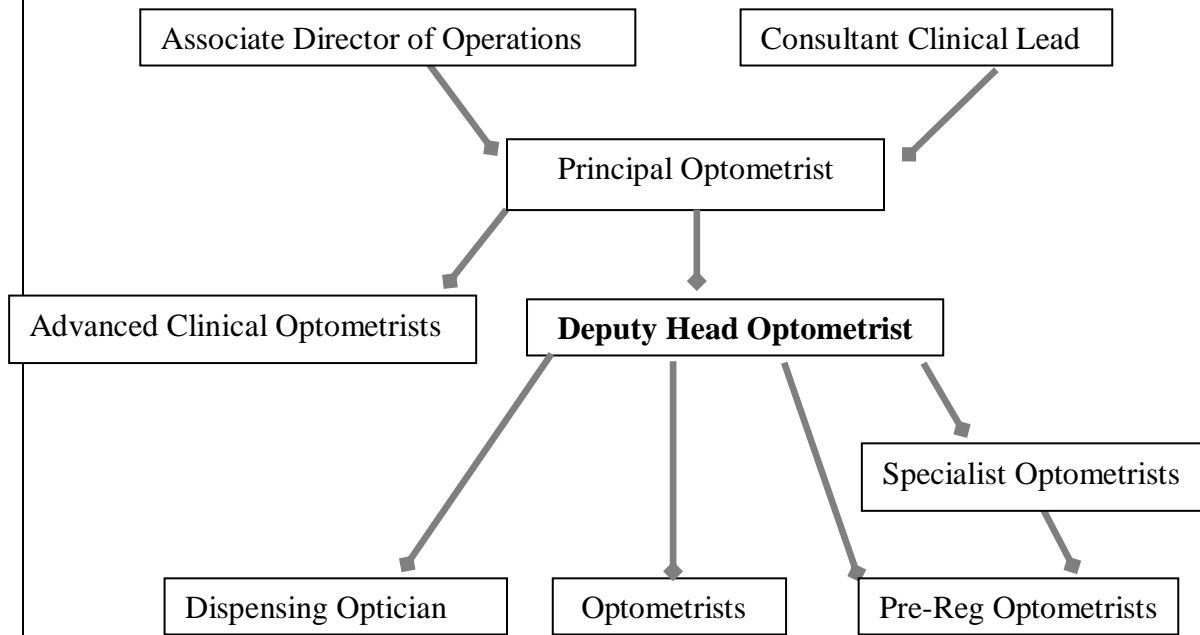 Associate Director of Operations
Consultant Clinical Lead
Principal Optometrist
Advanced Clinical Optometrists
Deputy Head Optometrist
Specialist Optometrists
Dispensing Optician
Optometrists
Pre-Reg Optometrists